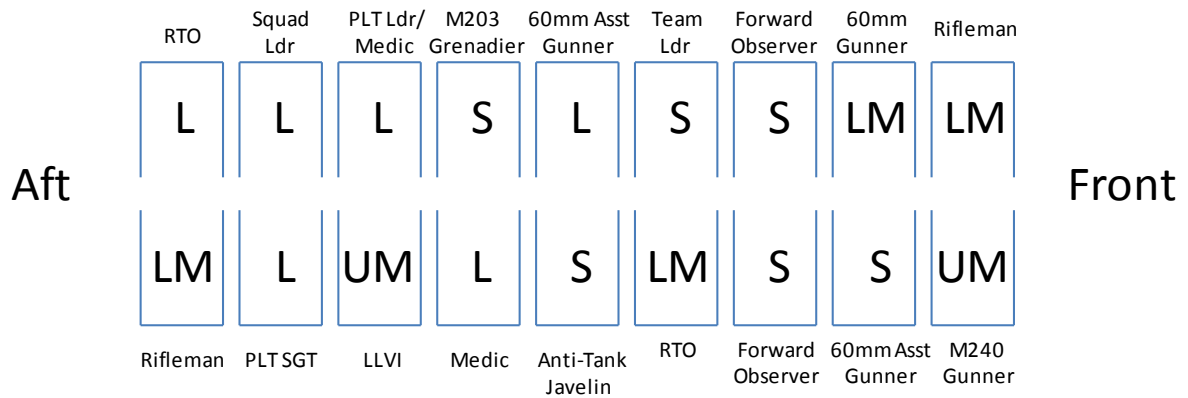 RTO
Squad
Ldr
PLT Ldr/
Medic
M203
Grenadier
60mm Asst
Gunner
Team
Ldr
Forward
Observer
60mm
Gunner
Rifleman
L L L S L S S LM LM
Aft
Front
LM L UM L S LM S S UM
Rifleman
PLT SGT
LLVI
Medic
Anti-Tank
Javelin
RTO
Forward
Observer
60mm Asst
Gunner
M240
Gunner